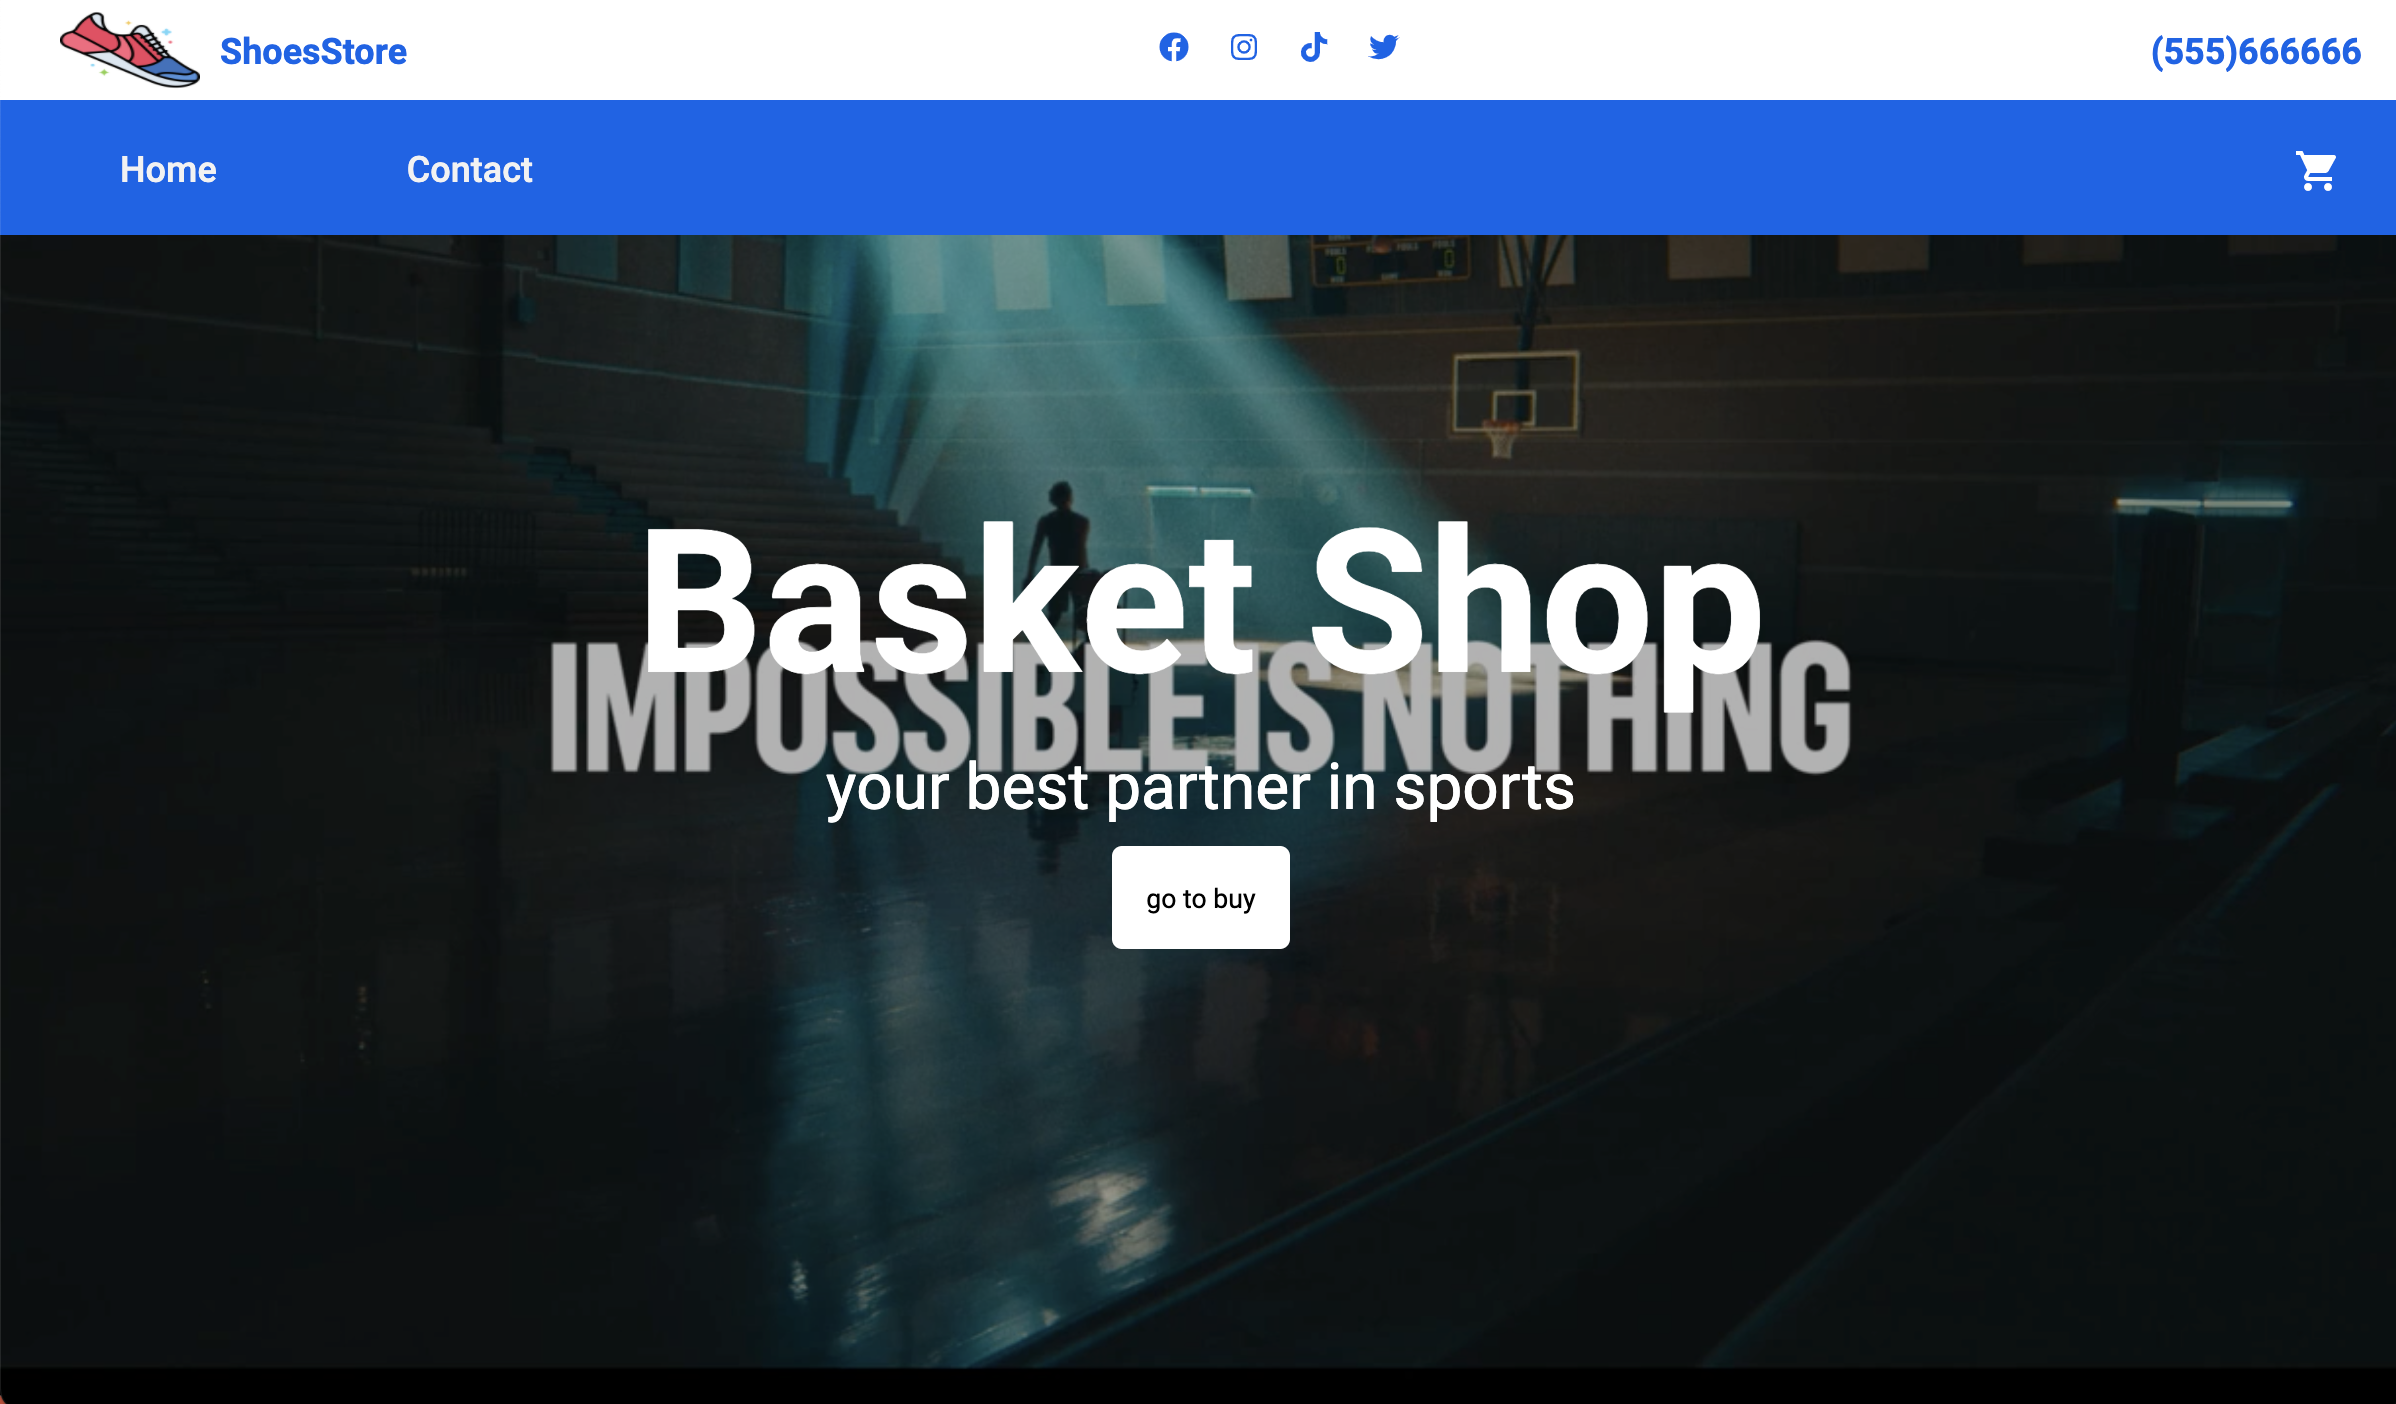 ShoesStore
(555)666666
Home
Contact
Basket Shop
IMPOSSIBLE IS NOTHING
your best partner in sports
go to buy